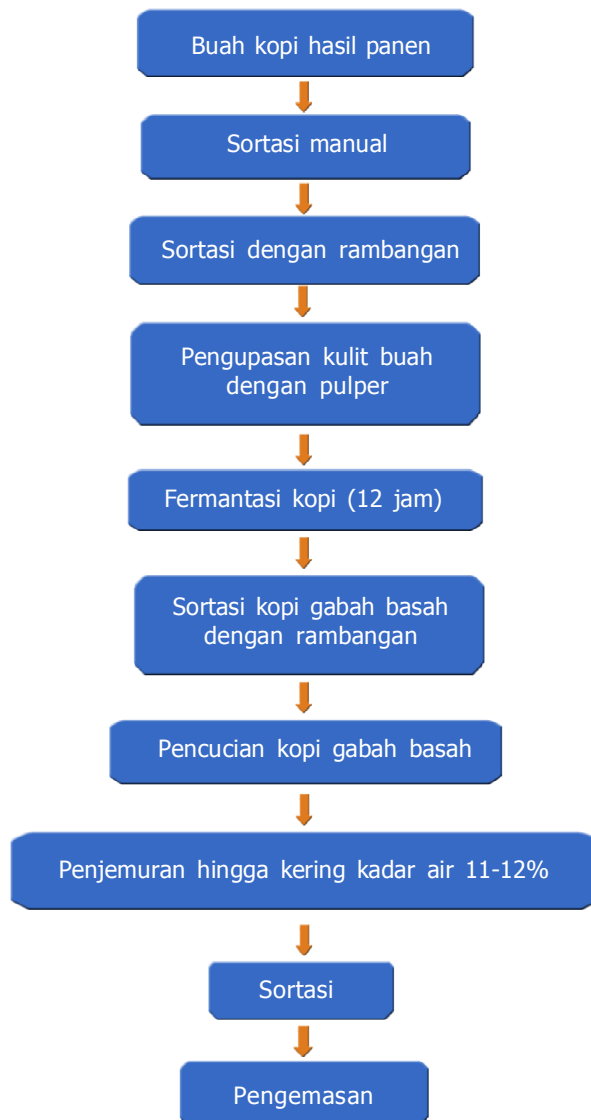 Buah kopi hasil panen
Sortasi manual
Sortasi dengan rambangan
Pengupasan kulit buah
dengan pulper
Fermantasi kopi (12 jam)
Sortasi kopi gabah basah
dengan rambangan
Pencucian kopi gabah basah
Penjemuran hingga kering kadar air 11-12%
Sortasi
Pengemasan